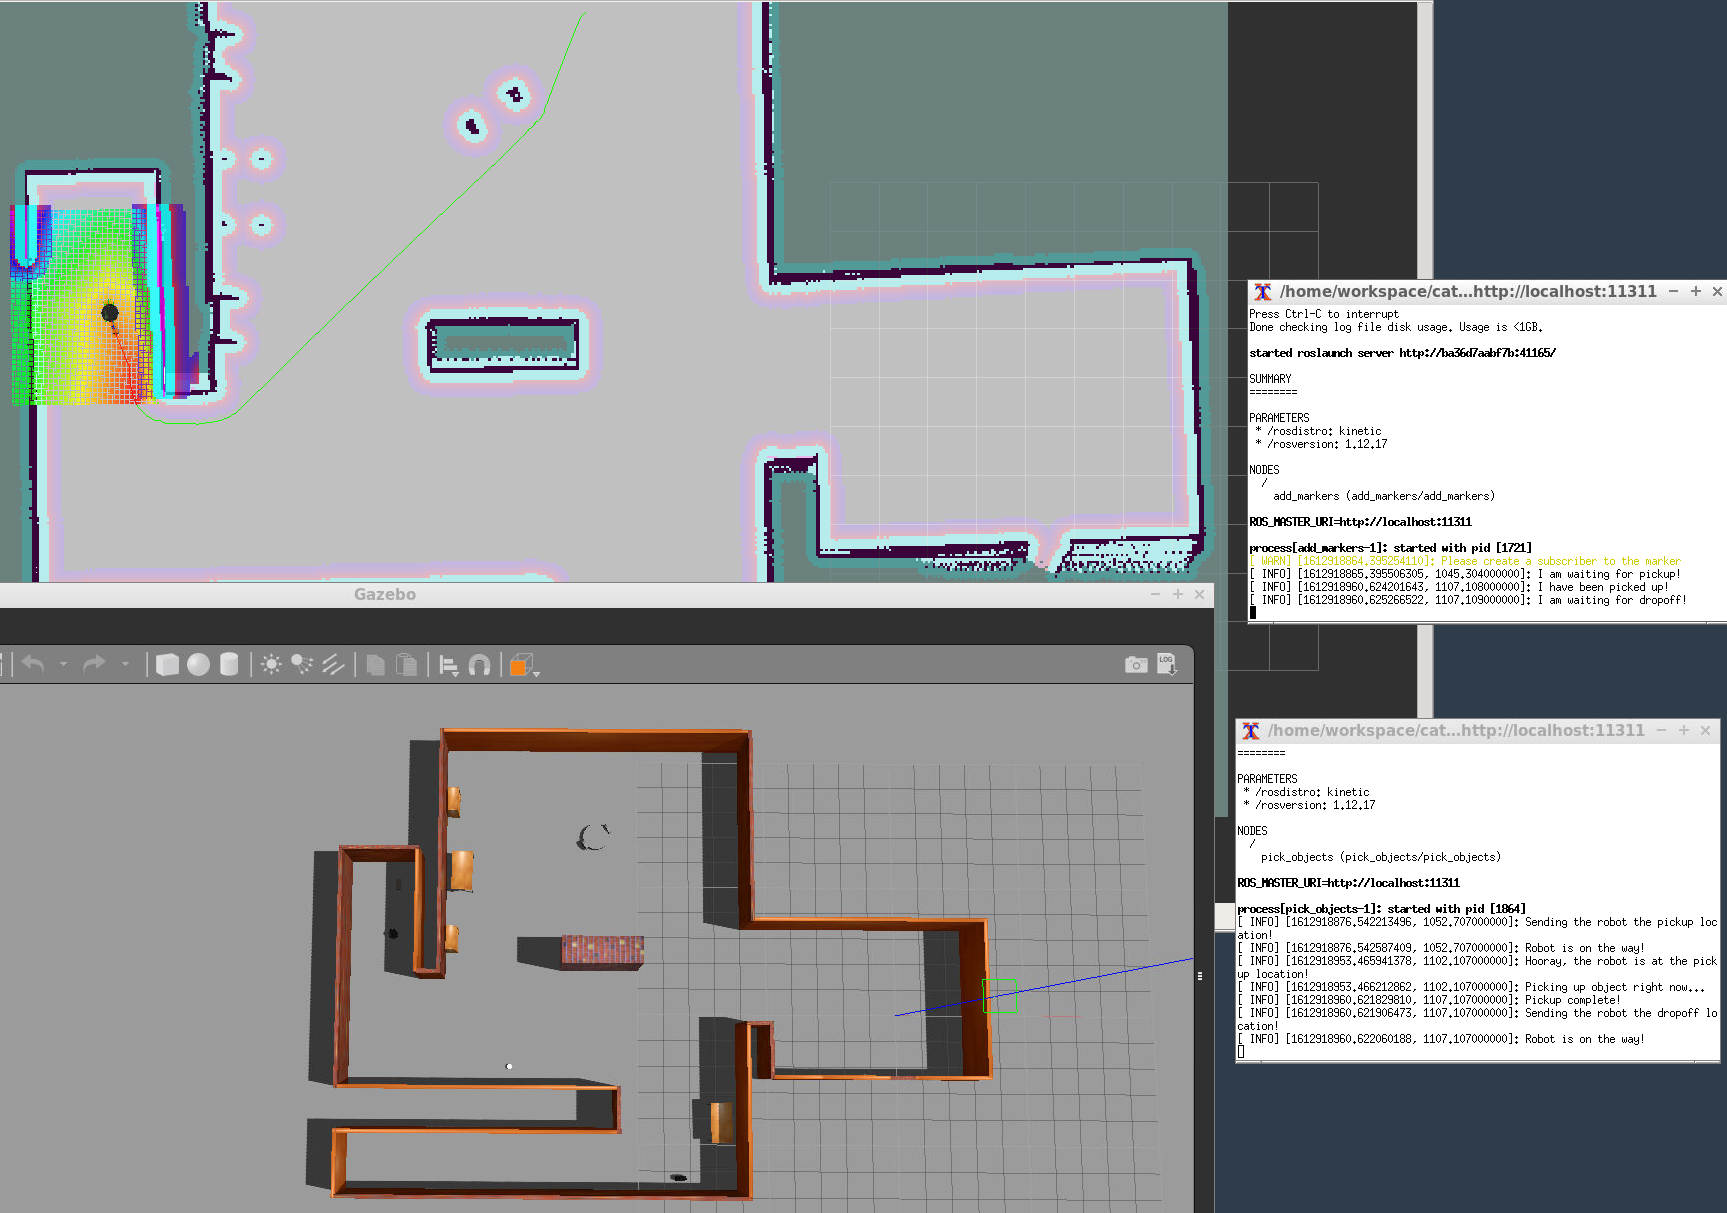 /home/workspace/cat...http://localhost:11311
Press Ctrl-C to interrupt
Done checking log file disk usage. Usage is <1GB.
started roslaunch server http://ba36d7aabf7b:41165/
SUMMARY
========
PARAMETERS
* /rosdistro: kinetic
* /rosversion: 1.12.17
NODES
/
add_markers (add_markers/add_markers)
ROS_MASTER_URI=http://localhost:11311
process[add_markers-1]: started with pid [1721]
[ WARN] [1612918864.395254110]: Please create a subscriber to the marker
[ INFO] [1612918865.395506305, 1045.304000000]: I am waiting for pickup!
[ INFO] [1612918960.624201643, 1107.108000000]: I have been picked up!
[ INFO] [1612918960.625266522, 1107.109000000]: I am waiting for dropoff!
Gazebo
LOG
/home/workspace/cat...http://localhost:11311
========
PARAMETERS
* /rosdistro: kinetic
* /rosversion: 1.12.17
NODES
/
pick_objects (pick_objects/pick_objects)
ROS_MASTER_URI=http://localhost:11311
process[pick_objects-1]: started with pid [1864]
[ INFO] [1612918876.542213496, 1052.707000000]: Sending the robot the pickup loc
ation!
[ INFO] [1612918876.542587409, 1052.707000000]: Robot is on the way!
[ INFO] [1612918953.465941378, 1102.107000000]: Hooray, the robot is at the pick
up location!
[ INFO] [1612918953.466212862, 1102.107000000]: Picking up object right now...
[ INFO] [1612918960.621829810, 1107.107000000]: Pickup complete!
[ INFO] [1612918960.621906473, 1107.107000000]: Sending the robot the dropoff lo
cation!
[ INFO] [1612918960.622060188, 1107.107000000]: Robot is on the way!